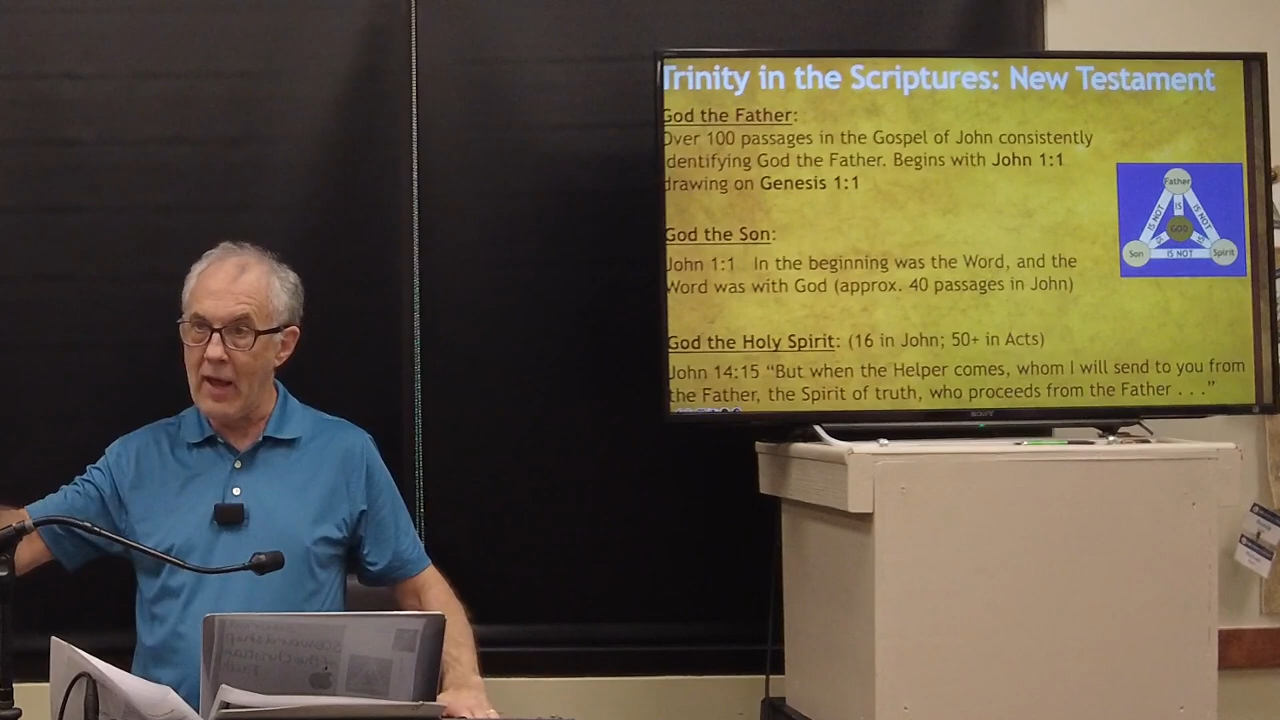 Trinity in the Scriptures: New Testament
God the Father:
Over 100 passages in the Gospel of John consistently
identifying God the Father. Begins with John 1:1
drawing on Genesis 1:1
God the Son:
John 1:1 In the beginning was the Word, and the
Word was with God (approx. 40 passages in John)
God the Holy Spirit: (16 in John; 50+ in Acts)
John 14:15 “But when the Helper comes, whom I will send to you from
the Father, the Spirit of truth, who proceeds from the Father . . .”
Father
IS NOT
IS
IS NOT
GOD
IS
IS
Son
IS NOT
Spirit
SONY
Stewardship